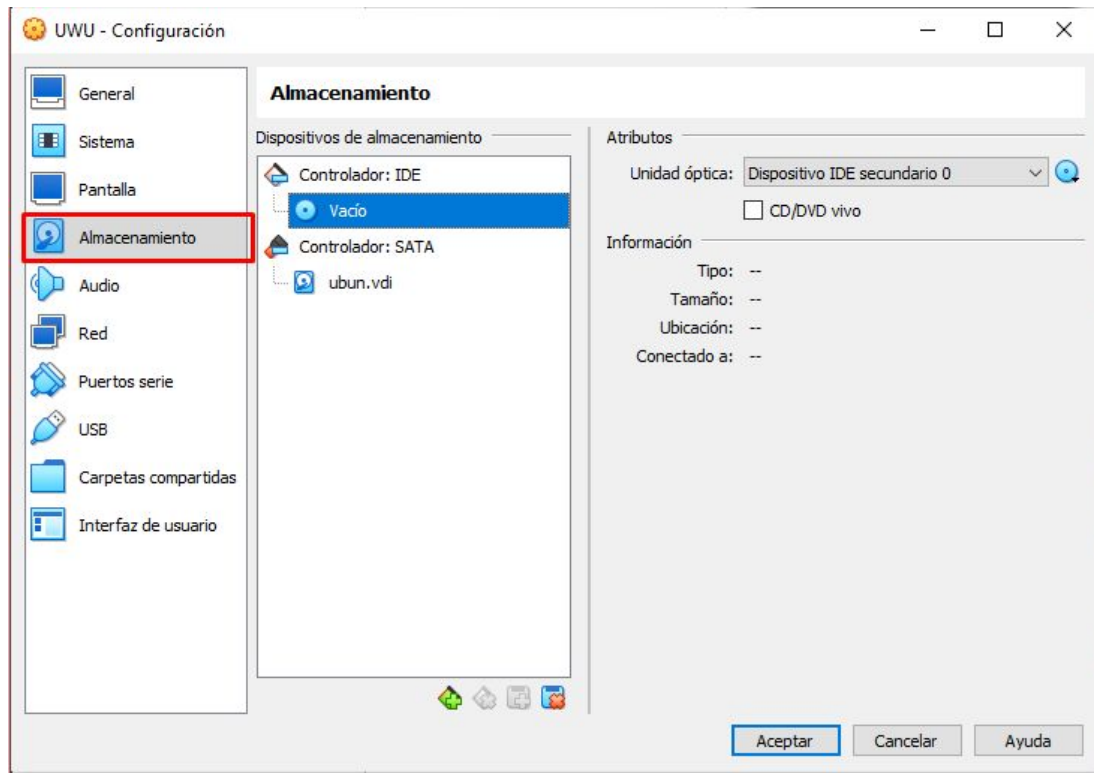 UWU - Configuración
General
Sistema
Pantalla
Almacenamiento
Audio
Red
Puertos serie
USB
Carpetas compartidas
Interfaz de usuario
Almacenamiento
Dispositivos de almacenamiento
Controlador: IDE
Vacío
Controlador: SATA
ubun.vdi
Atributos
Unidad óptica: Dispositivo IDE secundario 0
CD/DVD vivo
Información
Tipo: --
Tamaño: --
Ubicación: --
Conectado a: --
Aceptar Cancelar Ayuda